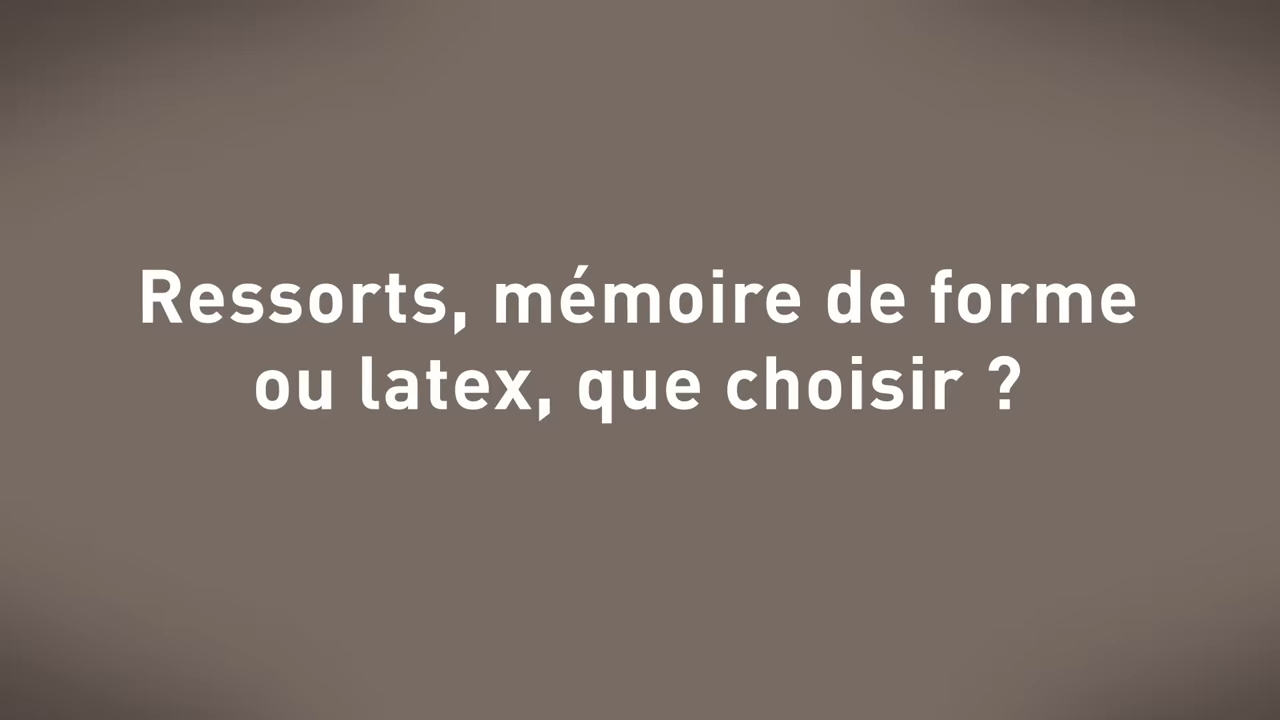 Ressorts, mémoire de forme
ou latex, que choisir ?